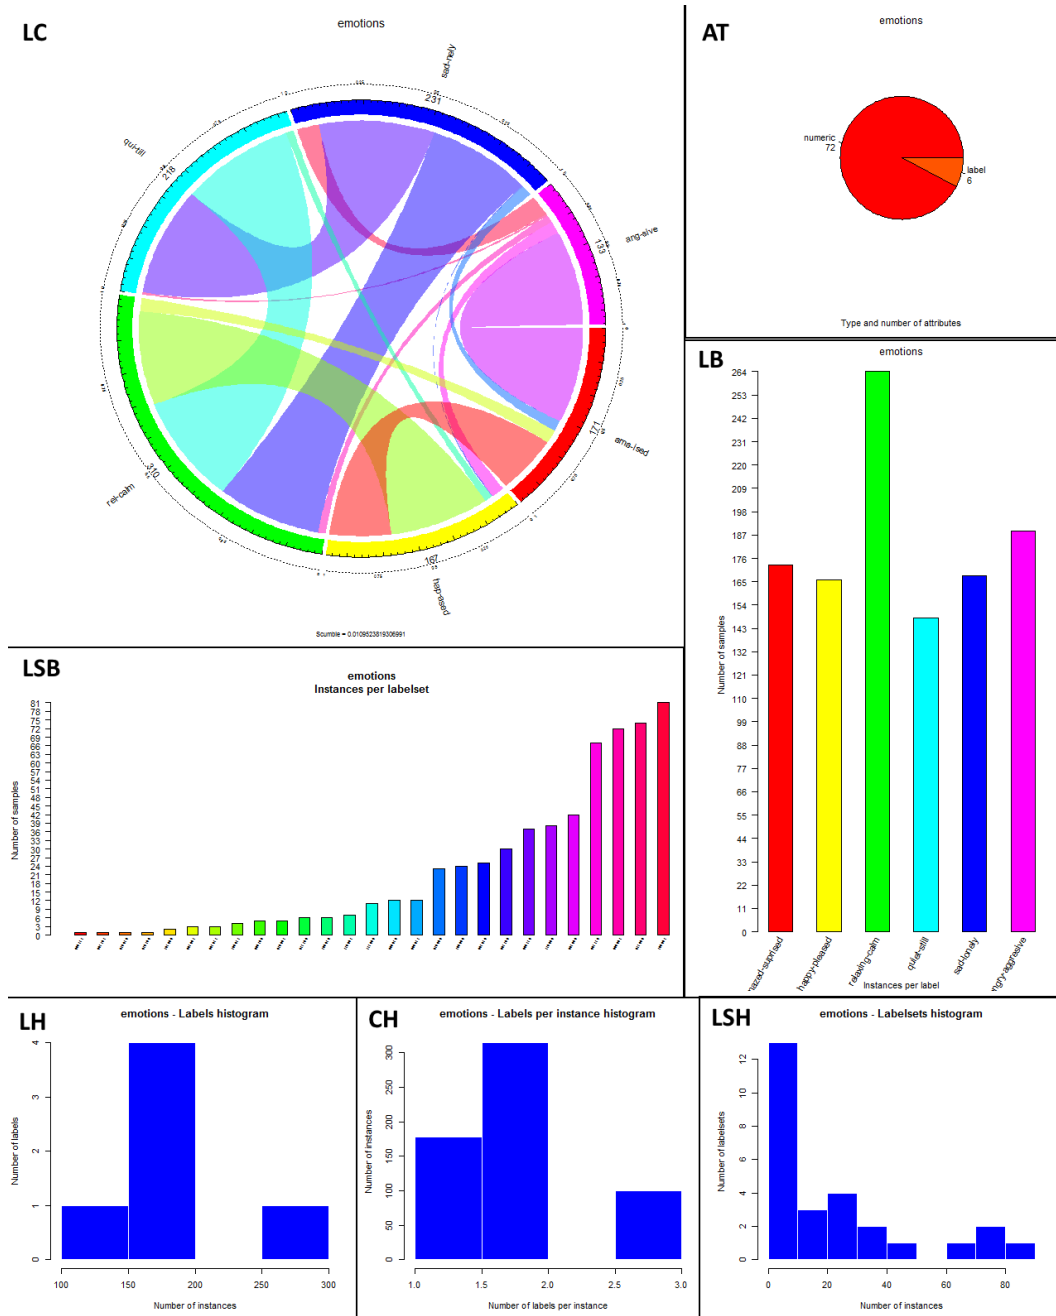 LC
emotions
sad-nely
231
qui-till
218
ang-sive
133
ama-ised
171
rel-calm
310
hap-ased
167
Scumble = 0.0109523819306991
AT
emotions
numeric
72
label
6
Type and number of attributes
LB
emotions
264
253
242
231
220
209
198
187
176
165
154
143
132
121
110
99
88
77
66
55
44
33
22
11
0
Number of samples
mazed-suprised
happy-pleased
relaxing-calm
quiet-still
sad-lonely
ngry-aggresive
Instances per label
LSB
emotions
Instances per labelset
81
78
75
72
69
66
63
60
57
54
51
48
45
42
39
36
33
30
27
24
21
18
15
12
9
6
3
0
Number of samples
LH
emotions - Labels histogram
4
3
2
1
0
Number of labels
100 150 200 250 300
Number of instances
CH
emotions - Labels per instance histogram
300
250
200
150
100
50
0
Number of instances
1.0 1.5 2.0 2.5 3.0
Number of labels per instance
LSH
emotions - Labelsets histogram
12
10
8
6
4
2
0
Number of labelsets
0 20 40 60 80
Number of instances